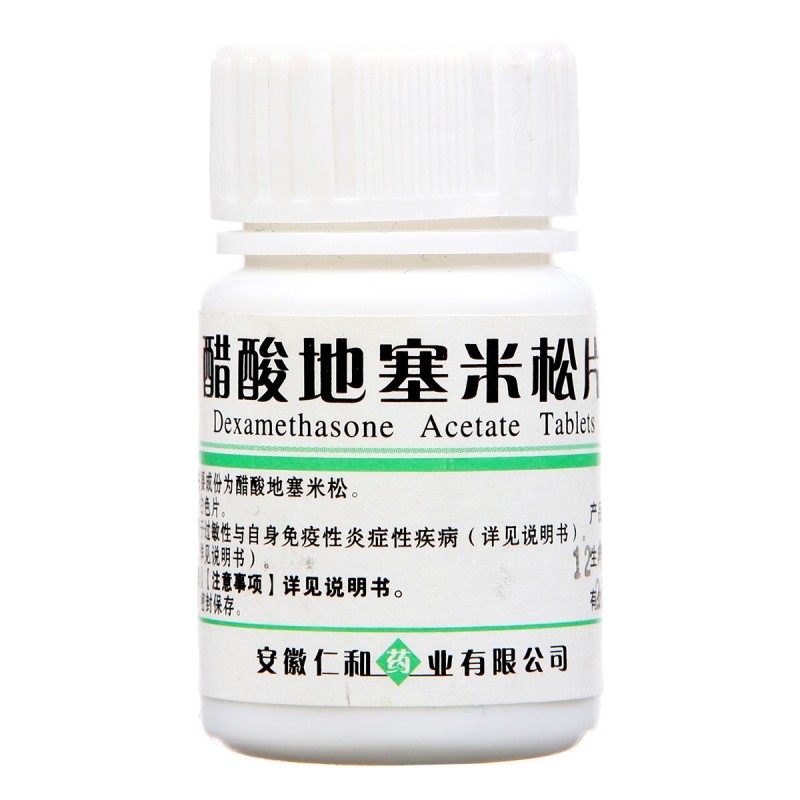 醋酸地塞米松片
Dexamethasone Acetate Tablets
要成份为醋酸地塞米松。
色片。
过敏性与自身免疫性炎症性疾病（详见说明书）。
见说明书）。
【注意事项】详见说明书。
密封保存。
产
12生
有
安徽仁和药业有限公司